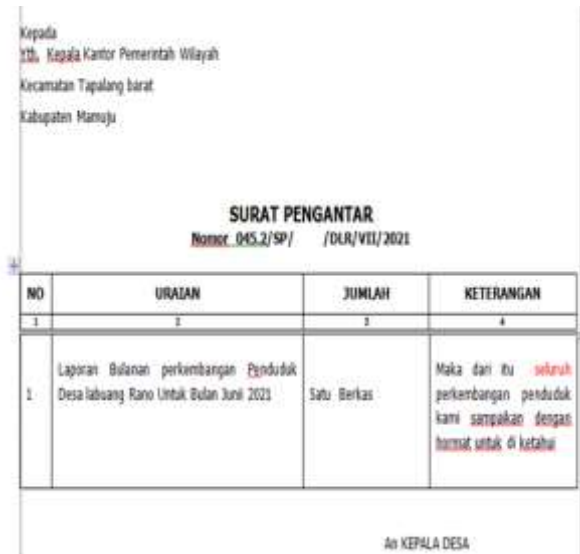 Kepada
Yth. Kepala Kantor Pemerintah Wilayah
Kecamatan Tapalang barat
Kabupaten Mamuju
SURAT PENGANTAR
Nomor 045.2/SP/ /DLR/VII/2021
NO URAIAN JUMLAH KETERANGAN
1 2 3 4
1
Laporan Bulanan perkembangan Penduduk
Desa labuang Rano Untuk Bulan Junii 2021
Satu Berkas
Maka dari itu seluruh
perkembangan penduduk
kami sampaikan dengan
hormat untuk di ketahui
An KEPALA DESA